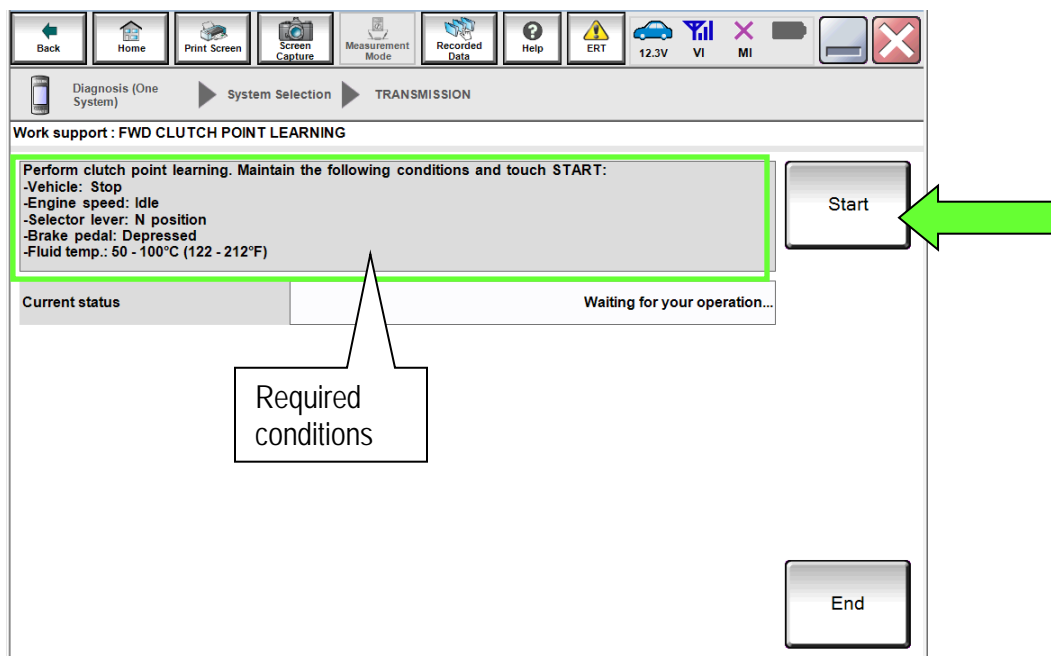 Back
Home
Print Screen
Screen
Capture
Measurement
Mode
Recorded
Data
Help
ERT
12.3V
VI
MI
Diagnosis (One
System)
System Selection
TRANSMISSION
Work support : FWD CLUTCH POINT LEARNING
Perform clutch point learning. Maintain the following conditions and touch START:
-Vehicle: Stop
-Engine speed: Idle
-Selector lever: N position
-Brake pedal: Depressed
-Fluid temp.: 50 - 100°C (122 - 212°F)
Start
Current status
Waiting for your operation...
Required
conditions
End